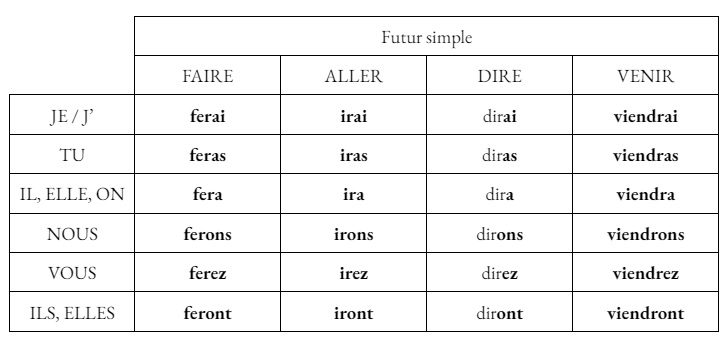 Futur simple
FAIRE ALLER DIRE VENIR
JE / J’ ferai irai dirai viendrai
TU feras iras diras viendras
IL, ELLE, ON fera ira dira viendra
NOUS ferons irons dirons viendrons
VOUS ferez irez direz viendrez
ILS, ELLES feront iront diront viendront